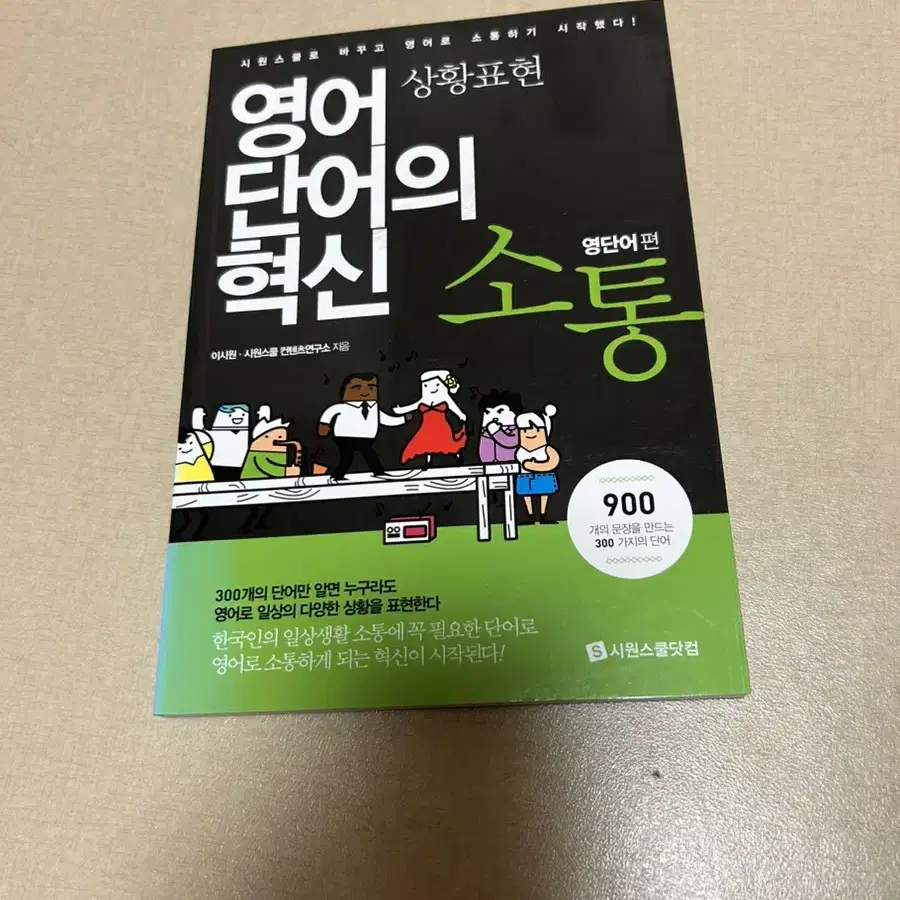 시원스쿨로 바꾸고 영어로 소통하기 시작했다!
상황표현
영어
단어의
혁신
영단어 편
소통
이시원 · 시원스쿨 컨텐츠연구소 지음
900
개의 문장을 만드는
300 가지의 단어
300개의 단어만 알면 누구라도
영어로 일상의 다양한 상황을 표현한다
한국인의 일상생활 소통에 꼭 필요한 단어로
영어로 소통하게 되는 혁신이 시작된다!
S 시원스쿨닷컴